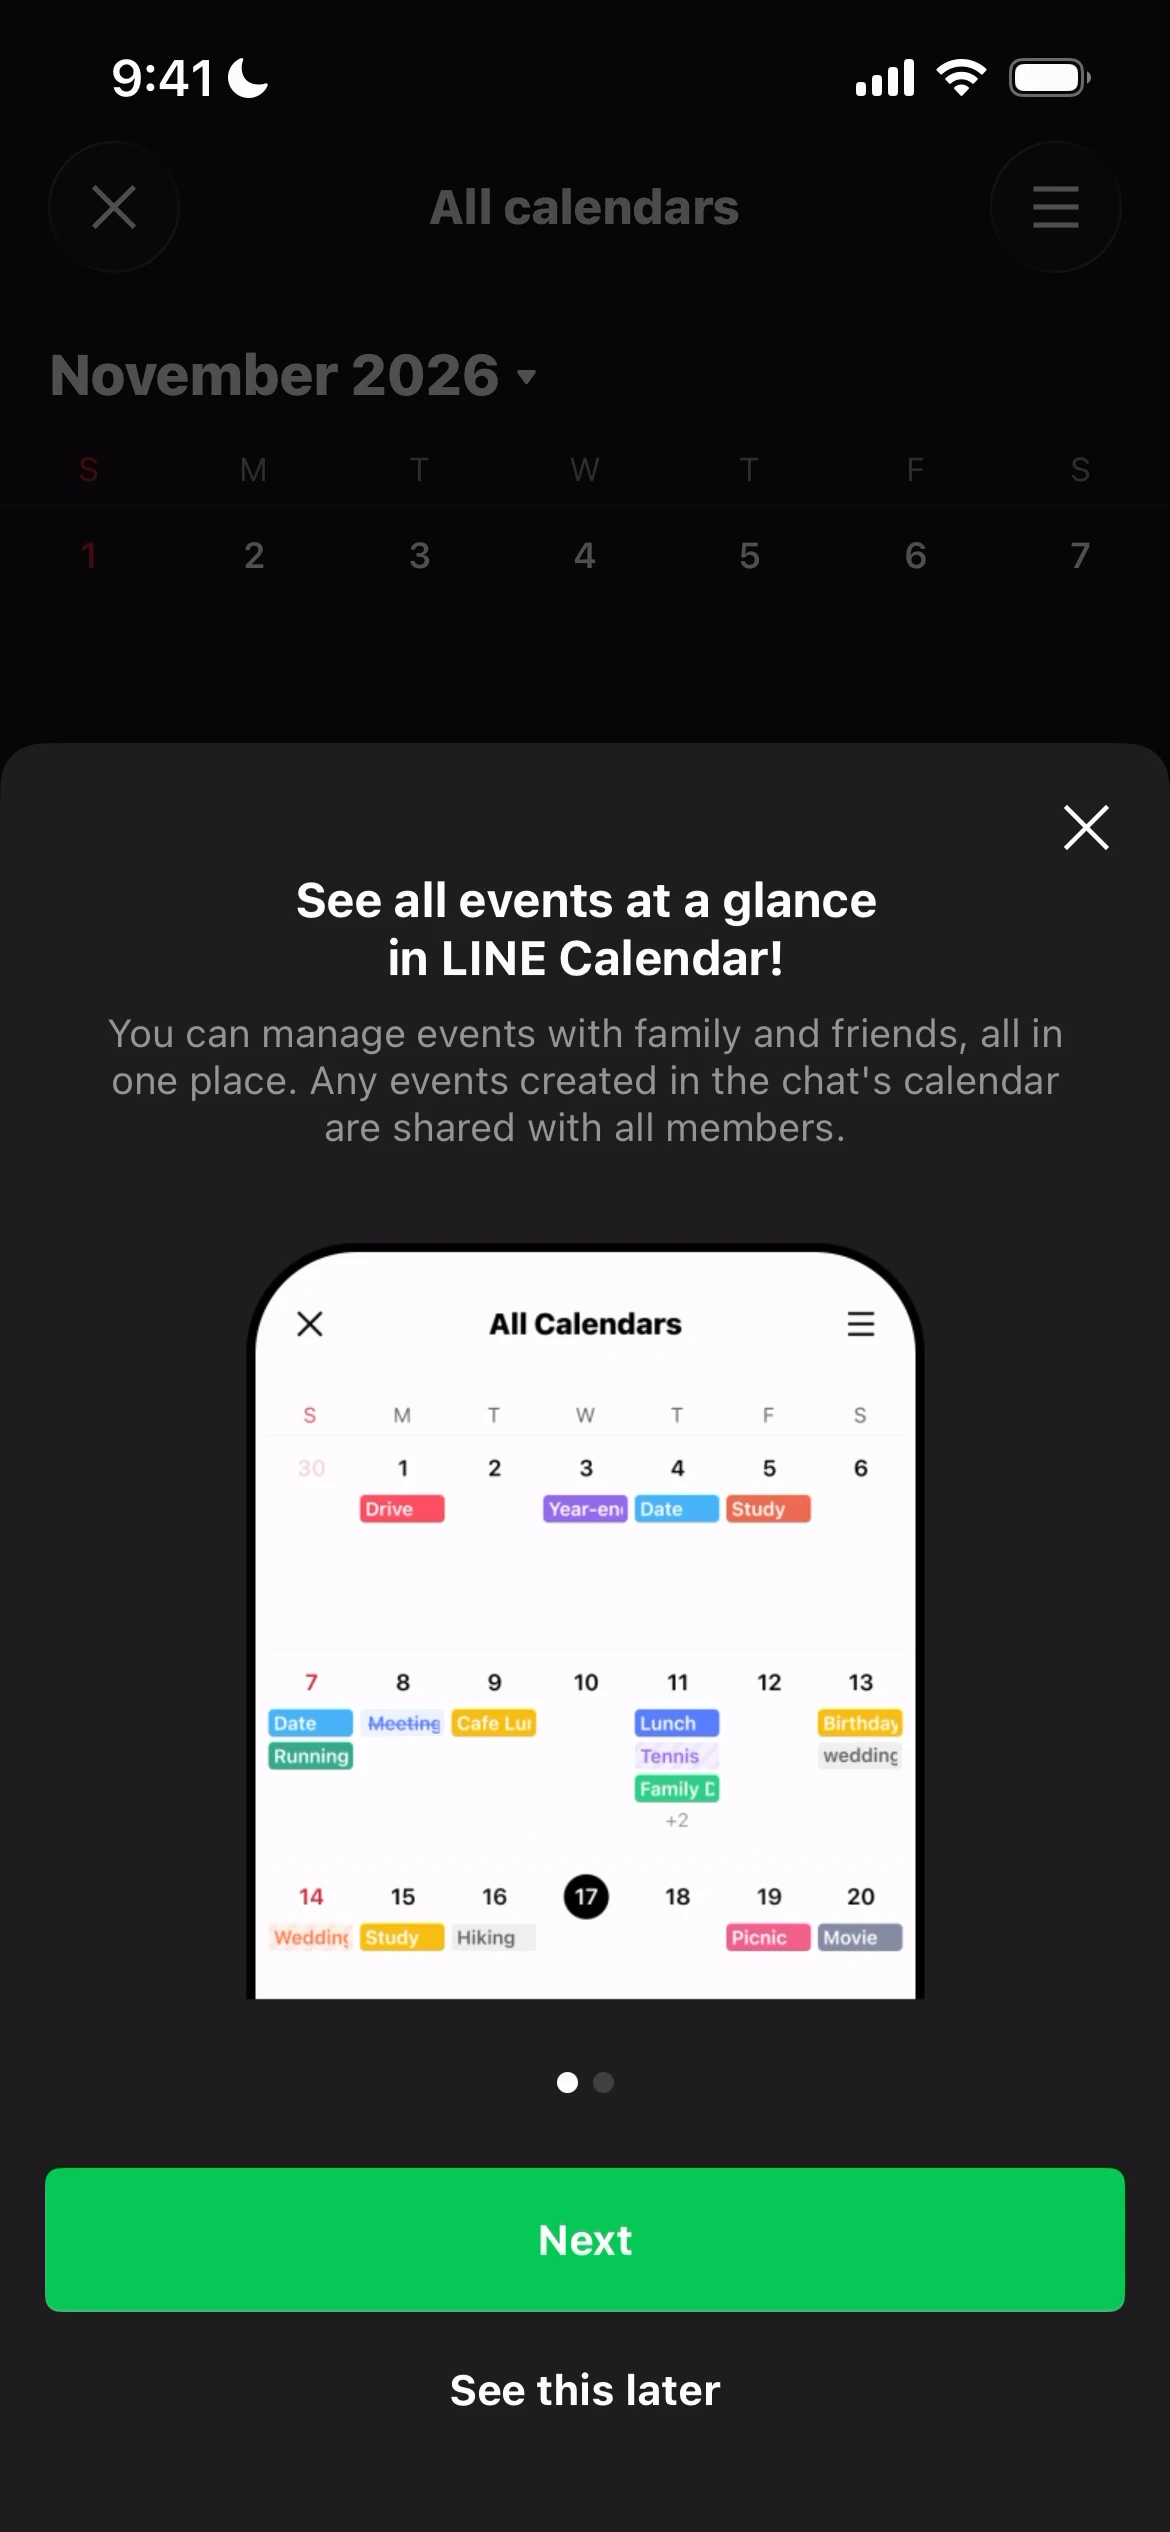 9:41
All calendars
November 2026
S M T W T F S
1 2 3 4 5 6 7
See all events at a glance
in LINE Calendar!
You can manage events with family and friends, all in
one place. Any events created in the chat's calendar
are shared with all members.
All Calendars
S M T W T F S
30 1 2 3 4 5 6
Drive Year-en Date Study
7 8 9 10 11 12 13
Date Meeting Cafe Lu Lunch Birthday
Running Tennis wedding
Family D
+2
14 15 16 17 18 19 20
Wedding Study Hiking Picnic Movie
Next
See this later